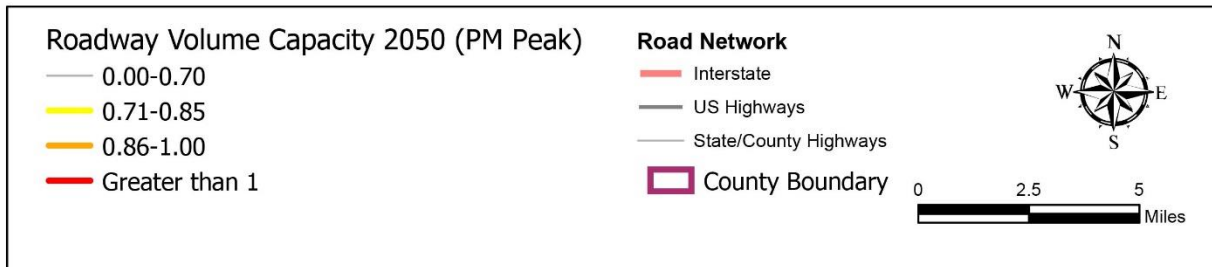 Roadway Volume Capacity 2050 (PM Peak)
0.00-0.70
0.71-0.85
0.86-1.00
Greater than 1
Road Network
Interstate
US Highways
State/County Highways
County Boundary
N
W E
S
0 2.5 5
Miles